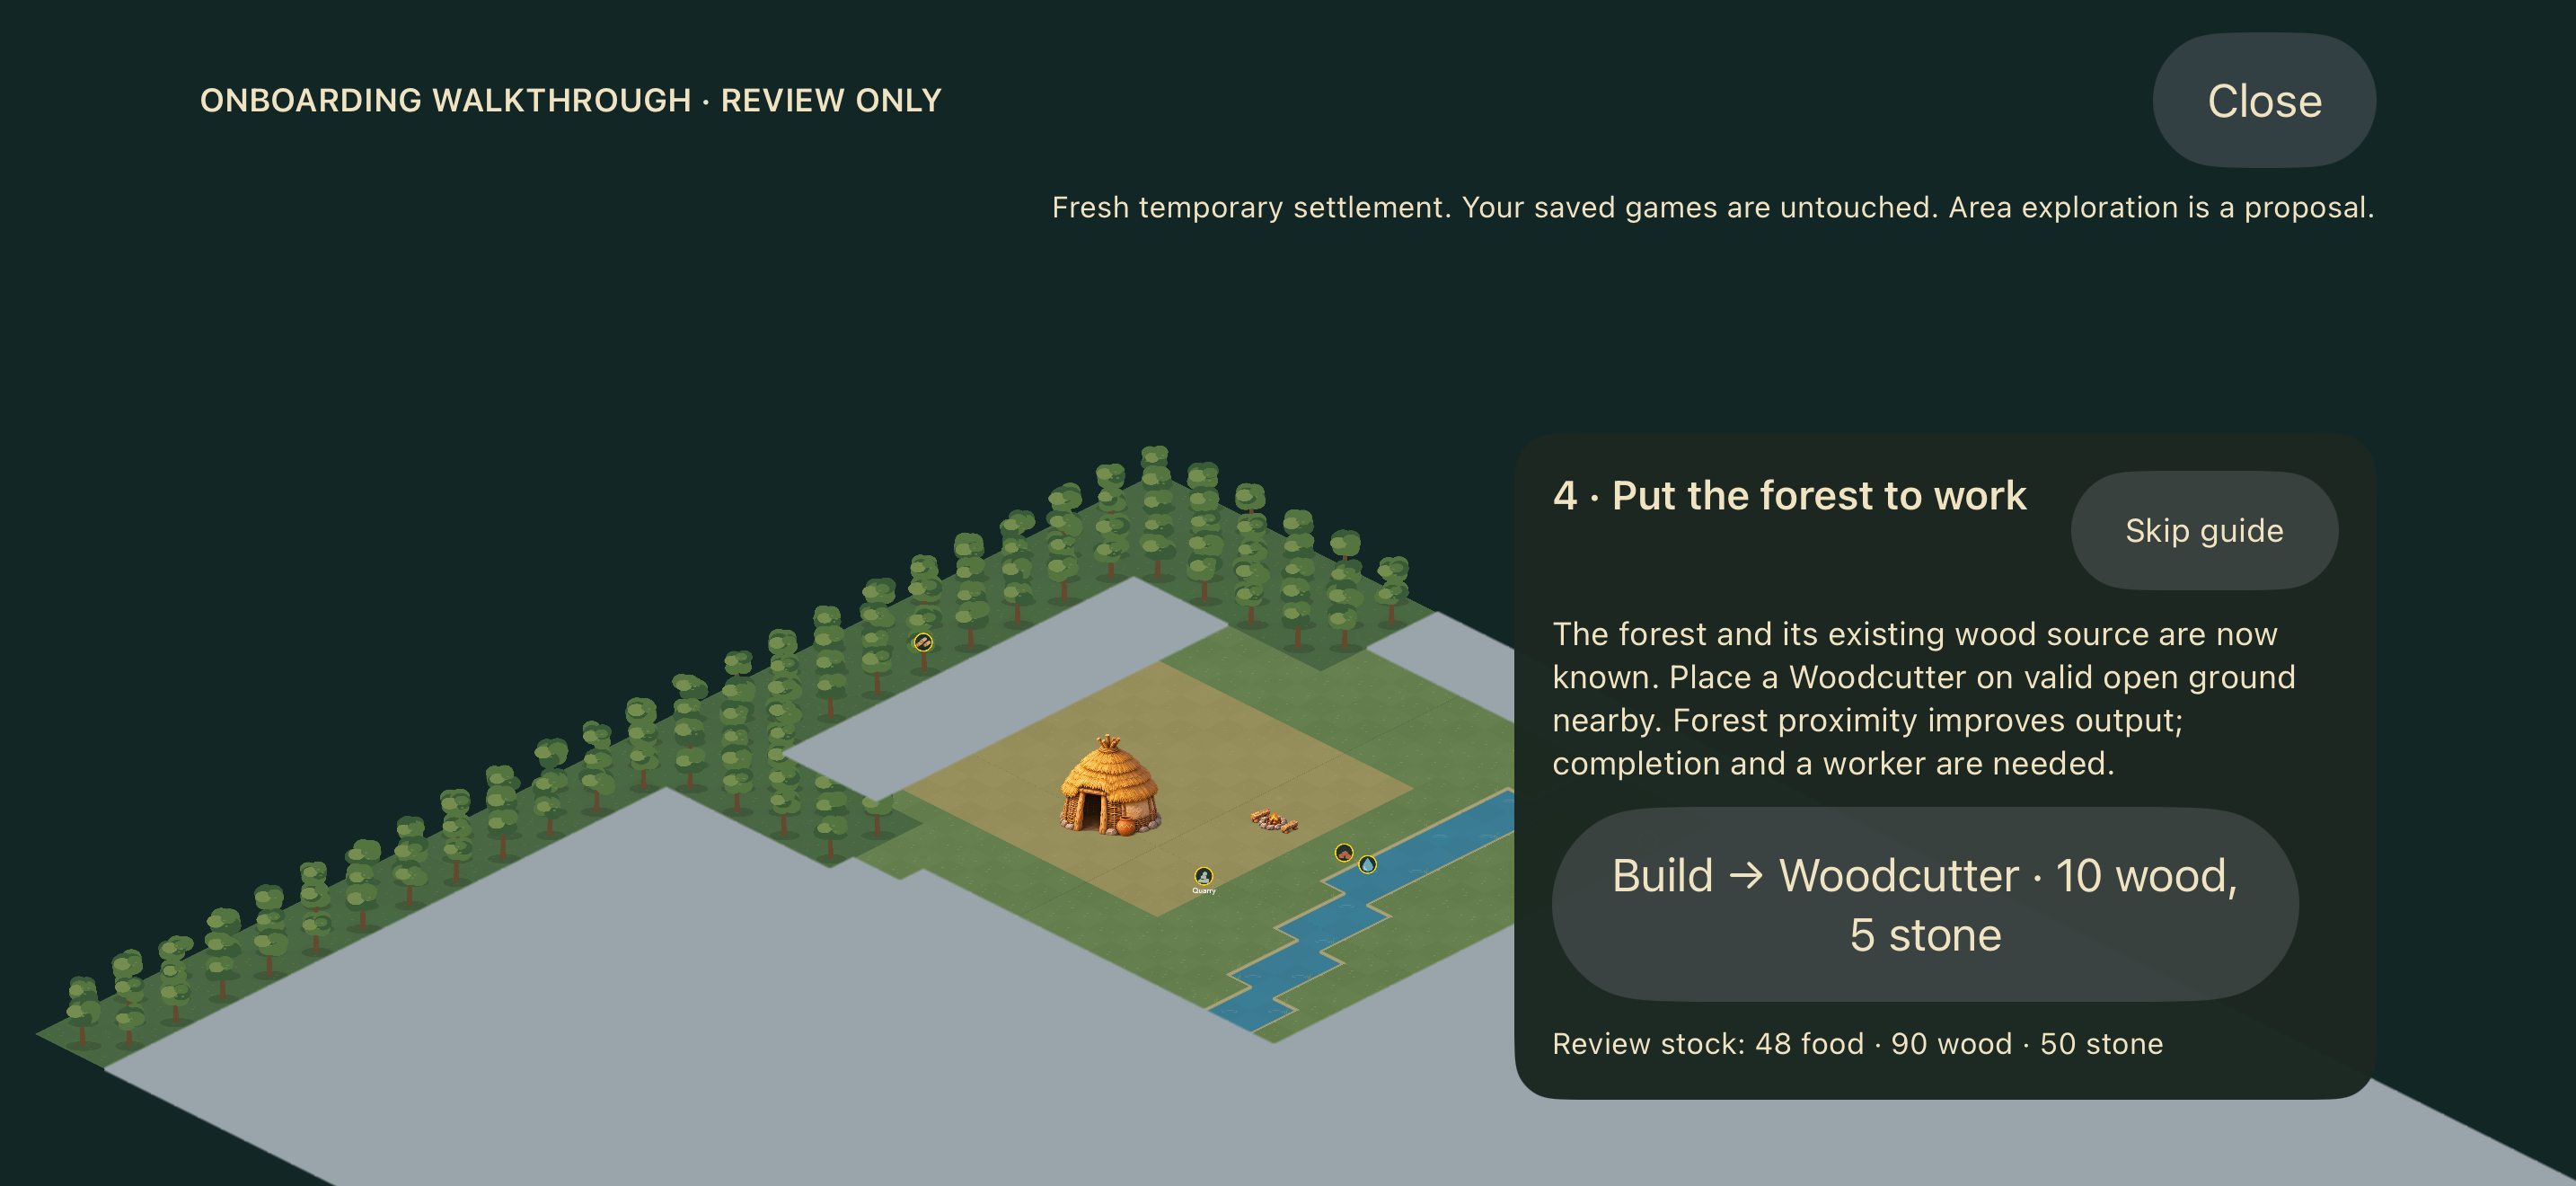 ONBOARDING WALKTHROUGH · REVIEW ONLY
Close
Fresh temporary settlement. Your saved games are untouched. Area exploration is a proposal.
4 · Put the forest to work
Skip guide
The forest and its existing wood source are now
known. Place a Woodcutter on valid open ground
nearby. Forest proximity improves output;
completion and a worker are needed.
Build → Woodcutter · 10 wood,
5 stone
Review stock: 48 food · 90 wood · 50 stone
Quarry